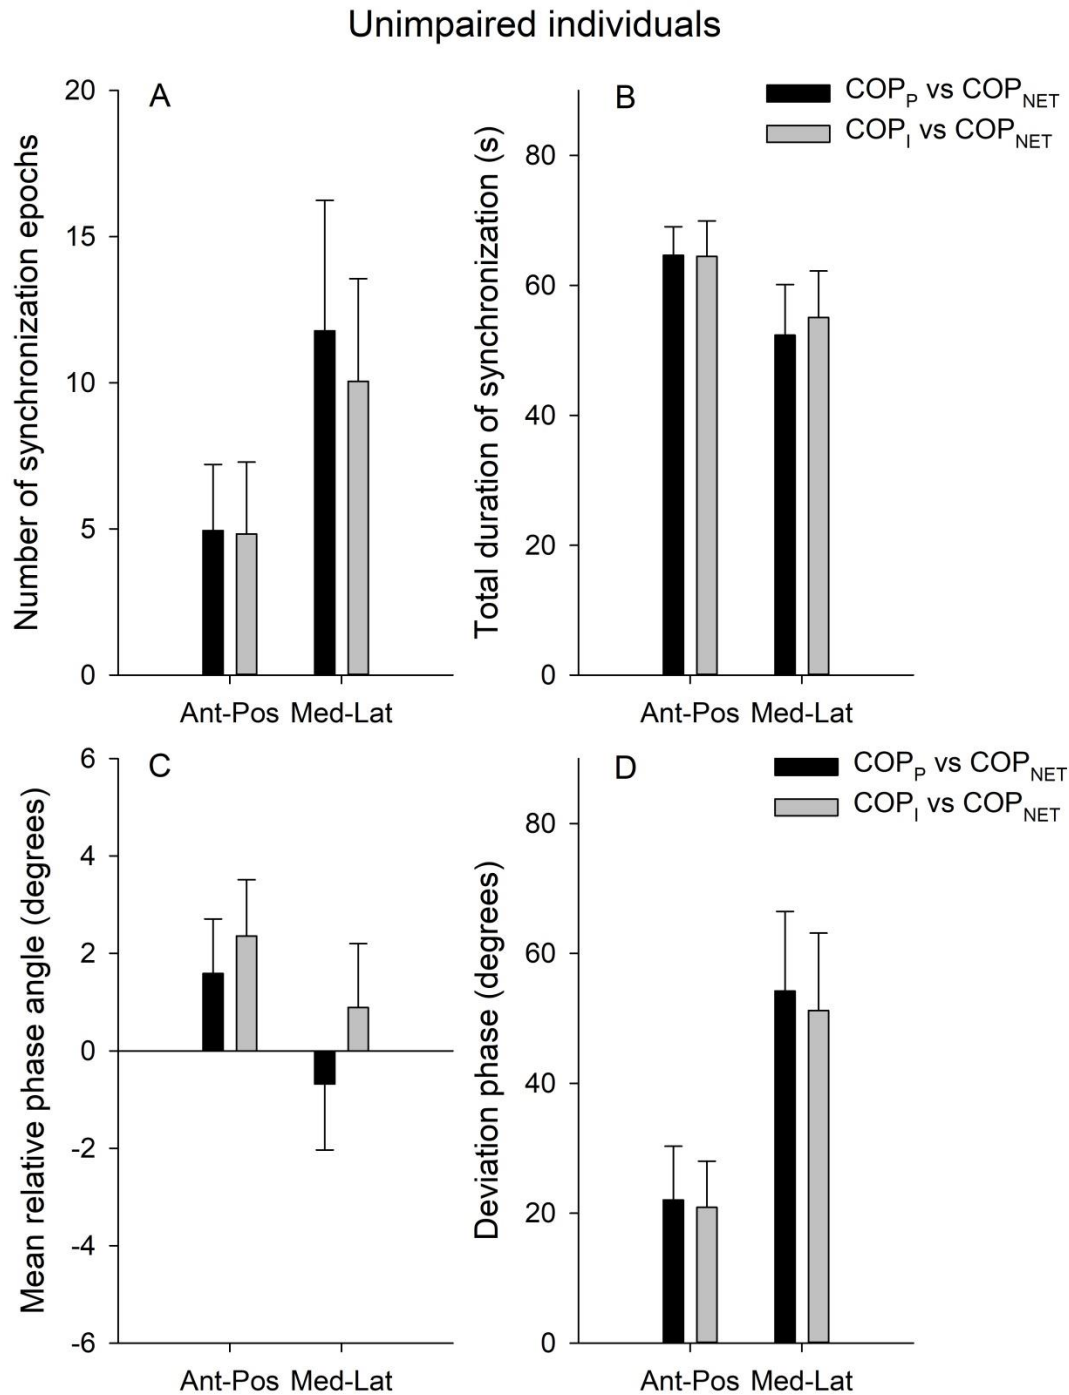 Unimpaired individuals
A
Number of synchronization epochs
20
15
10
5
0
Ant-Pos Med-Lat
B
COP_P vs COP_NET
COP_I vs COP_NET
Total duration of synchronization (s)
80
60
40
20
0
Ant-Pos Med-Lat
C
Mean relative phase angle (degrees)
6
4
2
0
-2
-4
-6
Ant-Pos Med-Lat
D
COP_P vs COP_NET
COP_I vs COP_NET
Deviation phase (degrees)
80
60
40
20
0
Ant-Pos Med-Lat